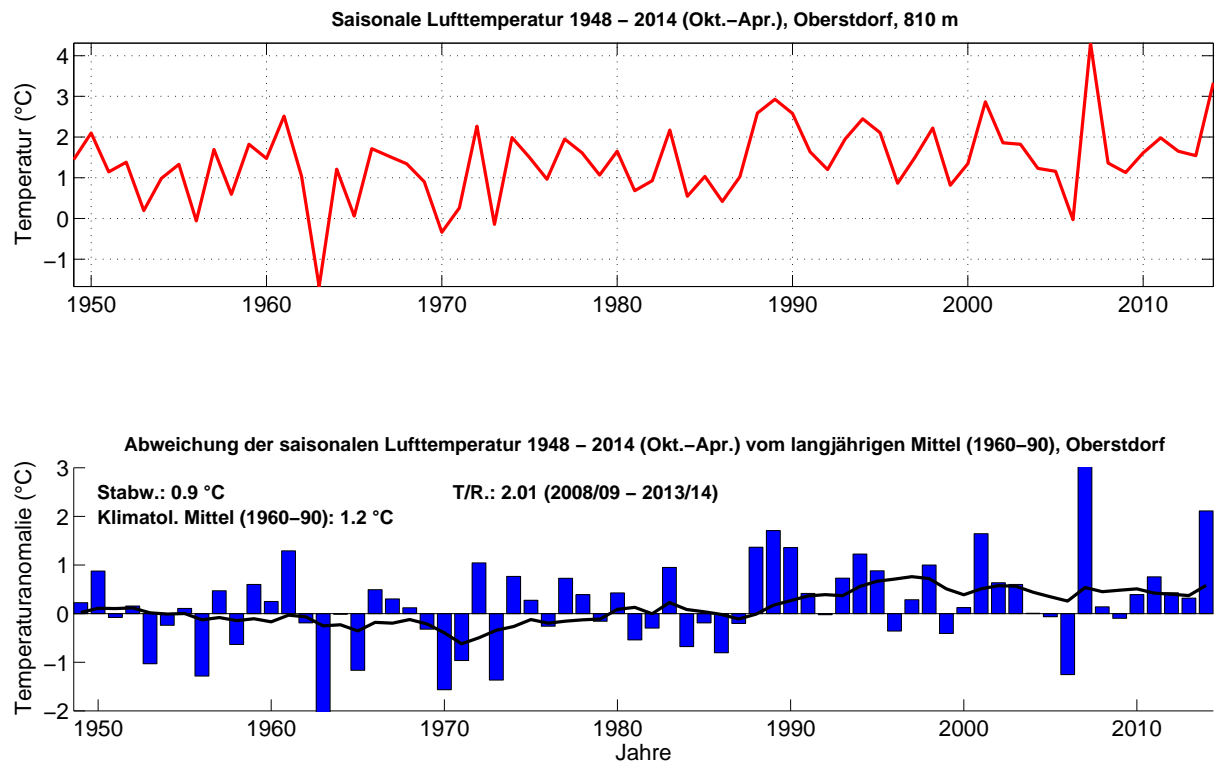 Saisonale Lufttemperatur 1948 – 2014 (Okt.–Apr.), Oberstdorf, 810 m
Temperatur (°C)
4
3
2
1
0
−1
1950 1960 1970 1980 1990 2000 2010
Abweichung der saisonalen Lufttemperatur 1948 – 2014 (Okt.–Apr.) vom langjährigen Mittel (1960–90), Oberstdorf
Temperaturanomalie (°C)
3
2
1
0
−1
−2
Stabw.: 0.9 °C T/R.: 2.01 (2008/09 – 2013/14)
Klimatol. Mittel (1960–90): 1.2 °C
1950 1960 1970 1980 1990 2000 2010
Jahre